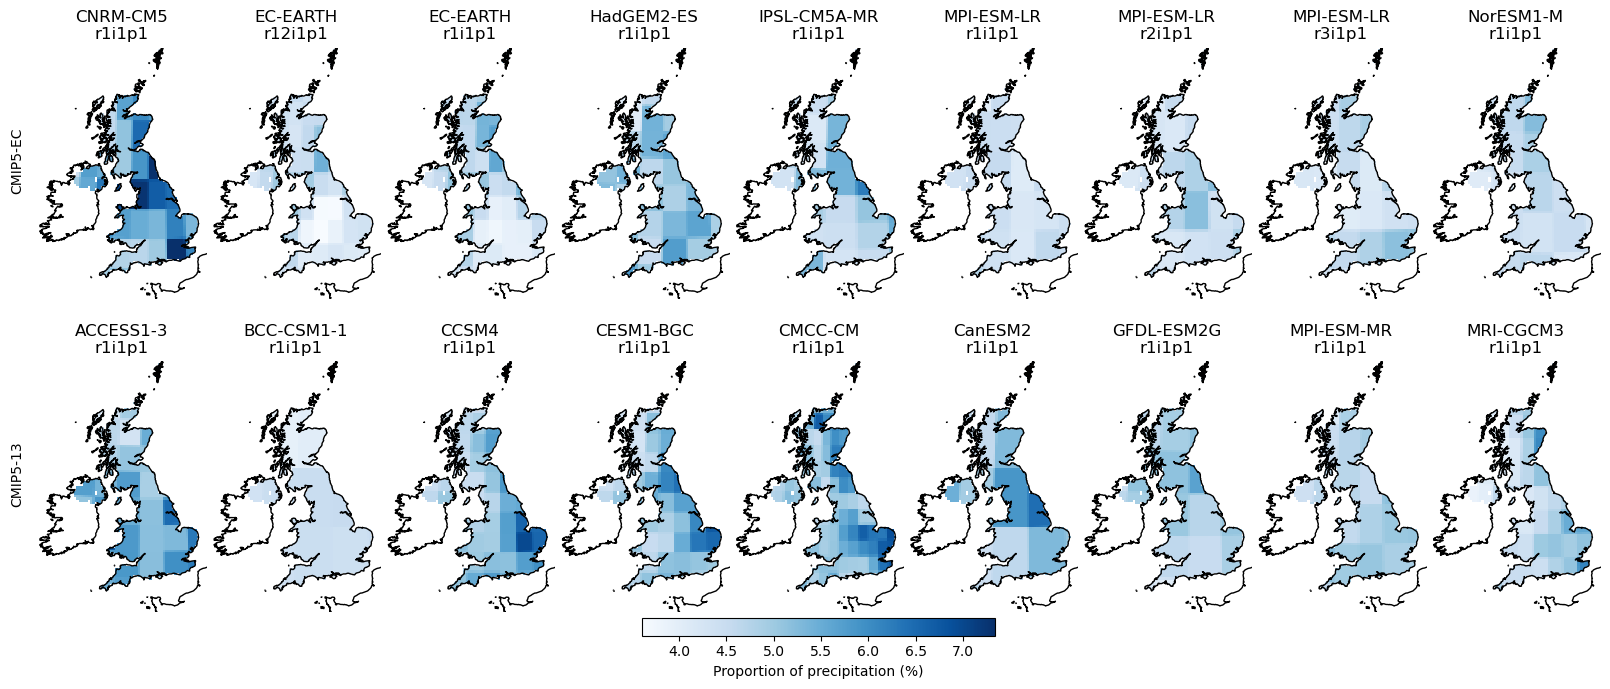 CNRM-CM5
r1i1p1
EC-EARTH
r12i1p1
EC-EARTH
r1i1p1
HadGEM2-ES
r1i1p1
IPSL-CM5A-MR
r1i1p1
MPI-ESM-LR
r1i1p1
MPI-ESM-LR
r2i1p1
MPI-ESM-LR
r3i1p1
NorESM1-M
r1i1p1
CMIP5-EC
ACCESS1-3
r1i1p1
BCC-CSM1-1
r1i1p1
CCSM4
r1i1p1
CESM1-BGC
r1i1p1
CMCC-CM
r1i1p1
CanESM2
r1i1p1
GFDL-ESM2G
r1i1p1
MPI-ESM-MR
r1i1p1
MRI-CGCM3
r1i1p1
CMIP5-13
4.0 4.5 5.0 5.5 6.0 6.5 7.0
Proportion of precipitation (%)